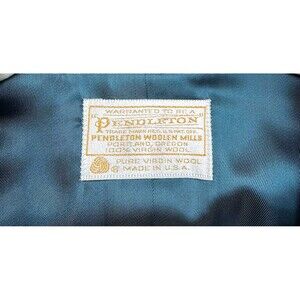 WARRANTED TO BE A
"PENDLETON"
TRADE MARK REG. U.S. PAT. OFF.
PENDLETON WOOLEN MILLS
PORTLAND, OREGON
100% VIRGIN WOOL
PURE VIRGIN WOOL
MADE IN U.S.A.